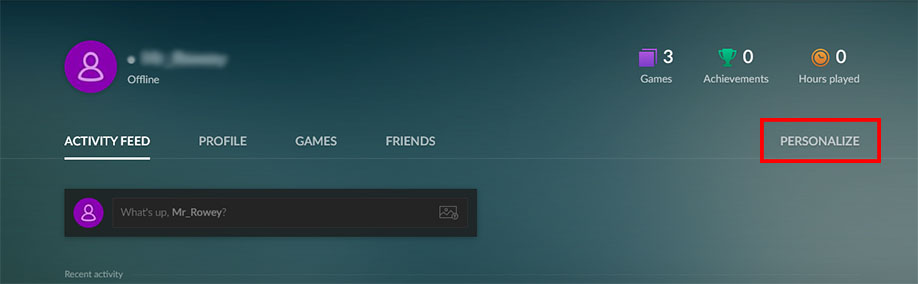 Offline
3
Games
0
Achievements
0
Hours played
ACTIVITY FEED PROFILE GAMES FRIENDS PERSONALIZE
What's up, Mr_Rowey?
Recent activity